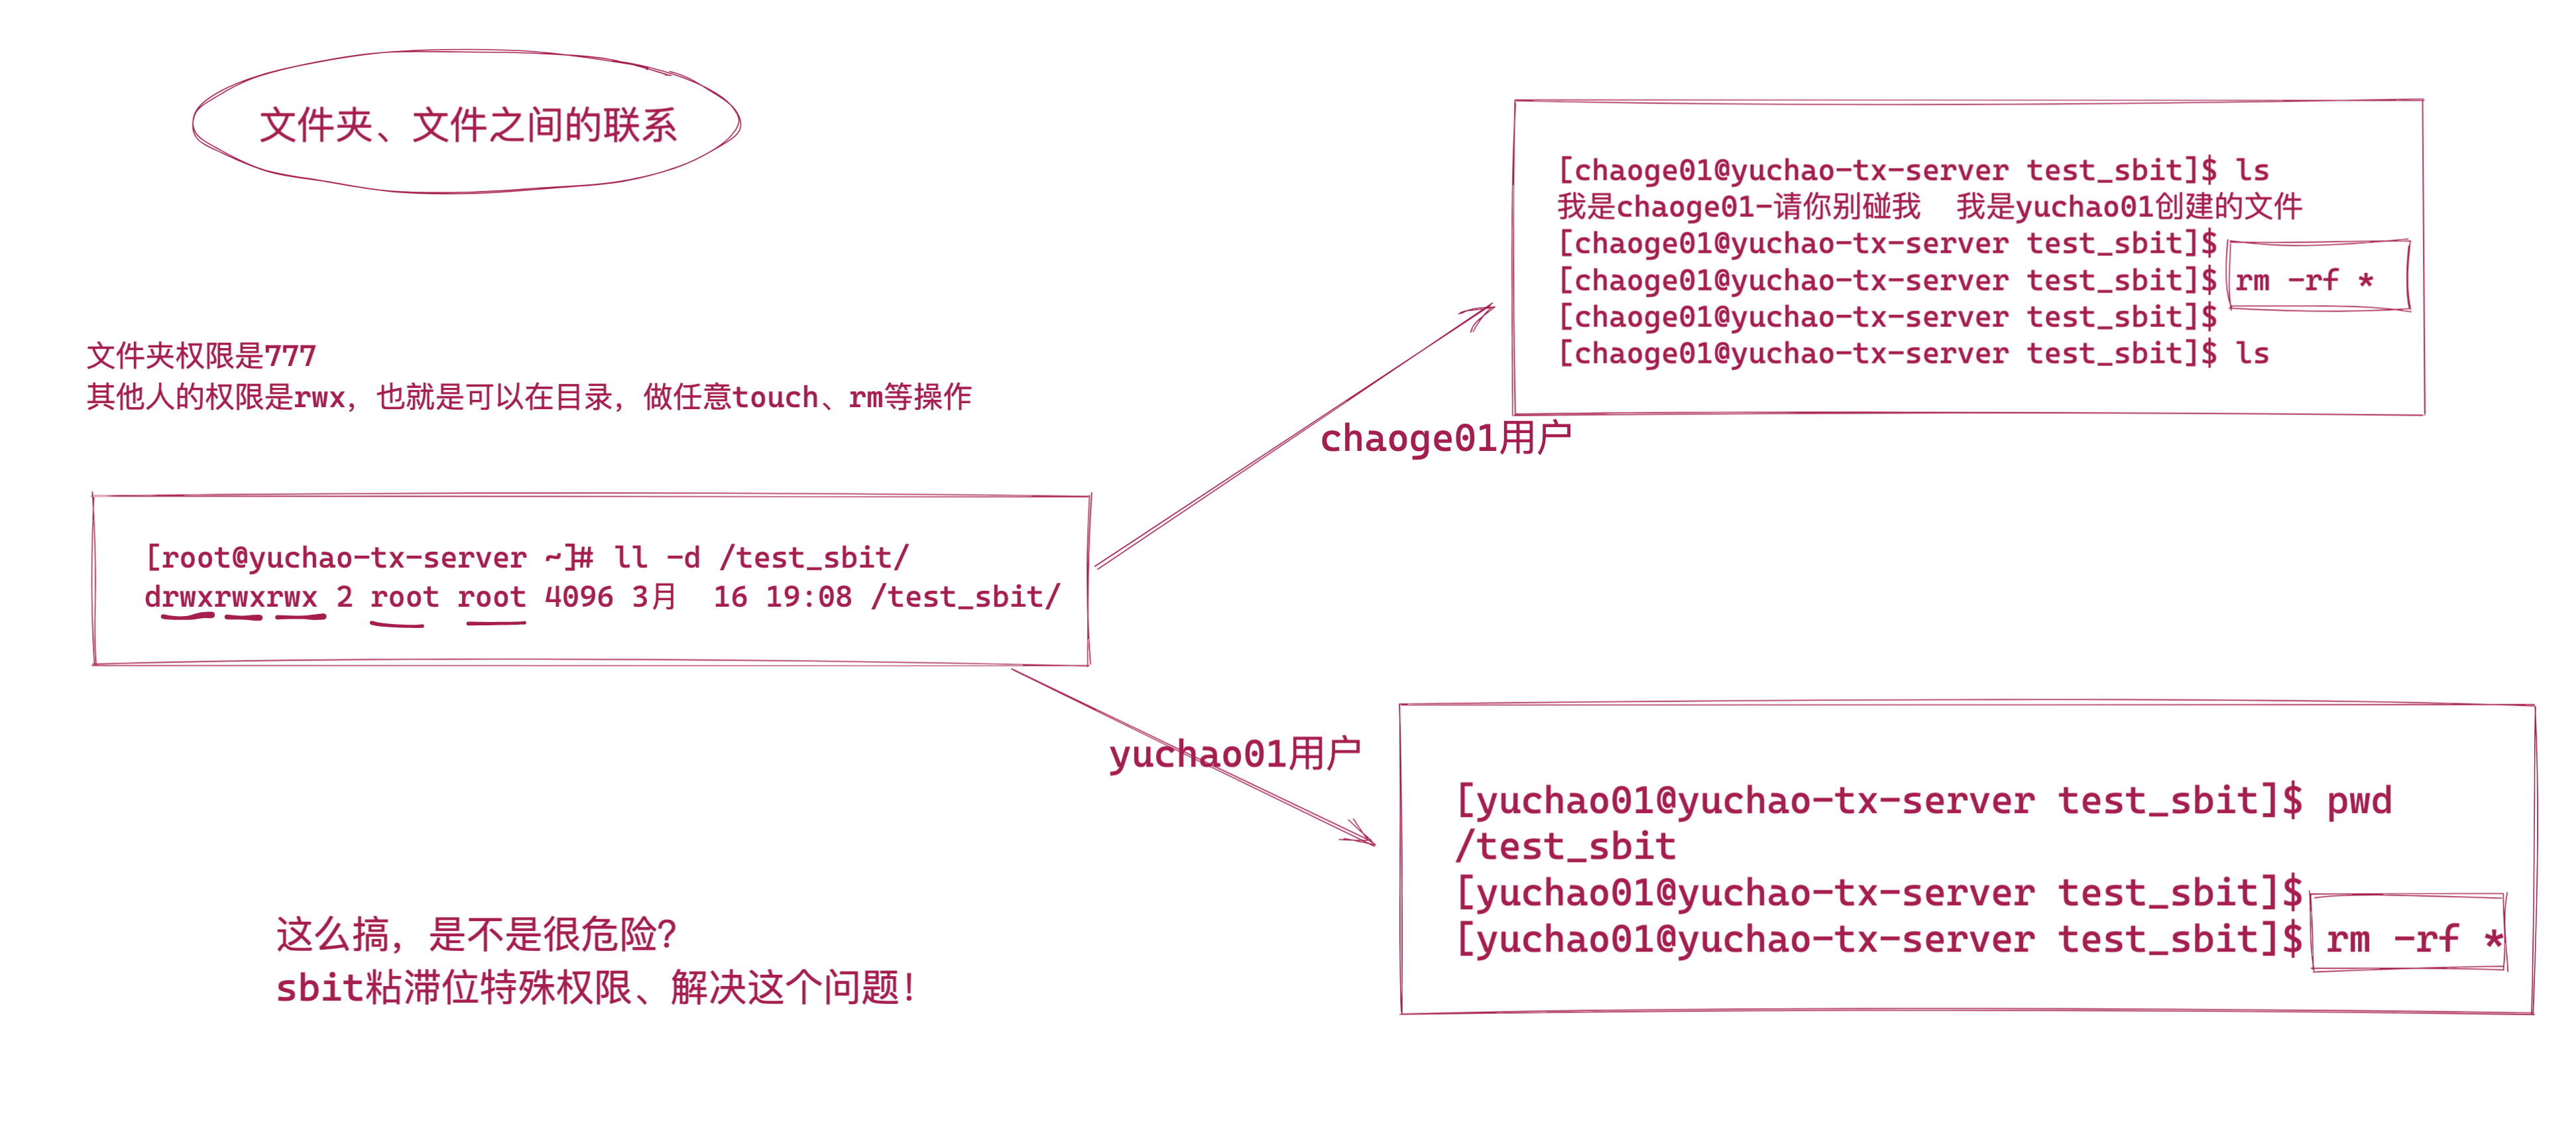 文件夹、文件之间的联系
文件夹权限是777
其他人的权限是rwx，也就是可以在目录，做任意touch、rm等操作
[root@yuchao-tx-server ~]# ll -d /test_sbit/
drwxrwxrwx 2 root root 4096 3月  16 19:08 /test_sbit/
这么搞，是不是很危险？
sbit粘滞位特殊权限、解决这个问题！
chaoge01用户
[chaoge01@yuchao-tx-server test_sbit]$ ls
我是chaoge01-请你别碰我  我是yuchao01创建的文件
[chaoge01@yuchao-tx-server test_sbit]$
[chaoge01@yuchao-tx-server test_sbit]$ rm -rf *
[chaoge01@yuchao-tx-server test_sbit]$
[chaoge01@yuchao-tx-server test_sbit]$ ls
yuchao01用户
[yuchao01@yuchao-tx-server test_sbit]$ pwd
/test_sbit
[yuchao01@yuchao-tx-server test_sbit]$
[yuchao01@yuchao-tx-server test_sbit]$ rm -rf *